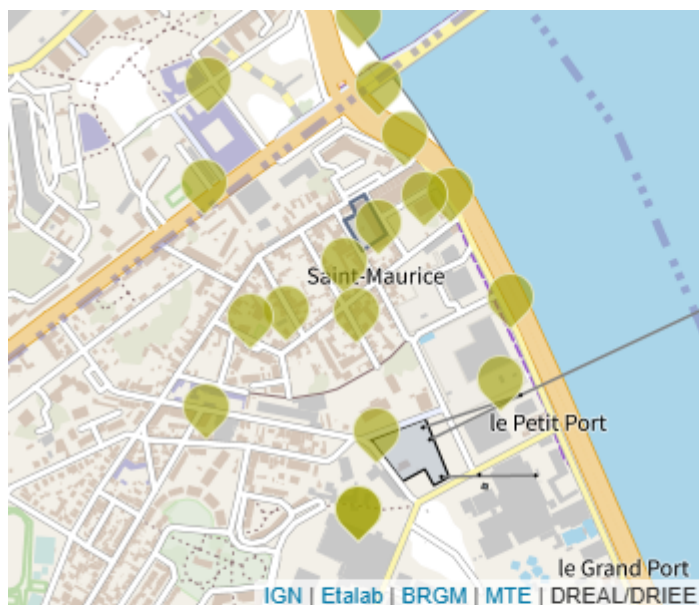 Saint-Maurice
le Petit Port
le Grand Port
IGN | Etalab | BRGM | MTE | DREAL/DRIEE